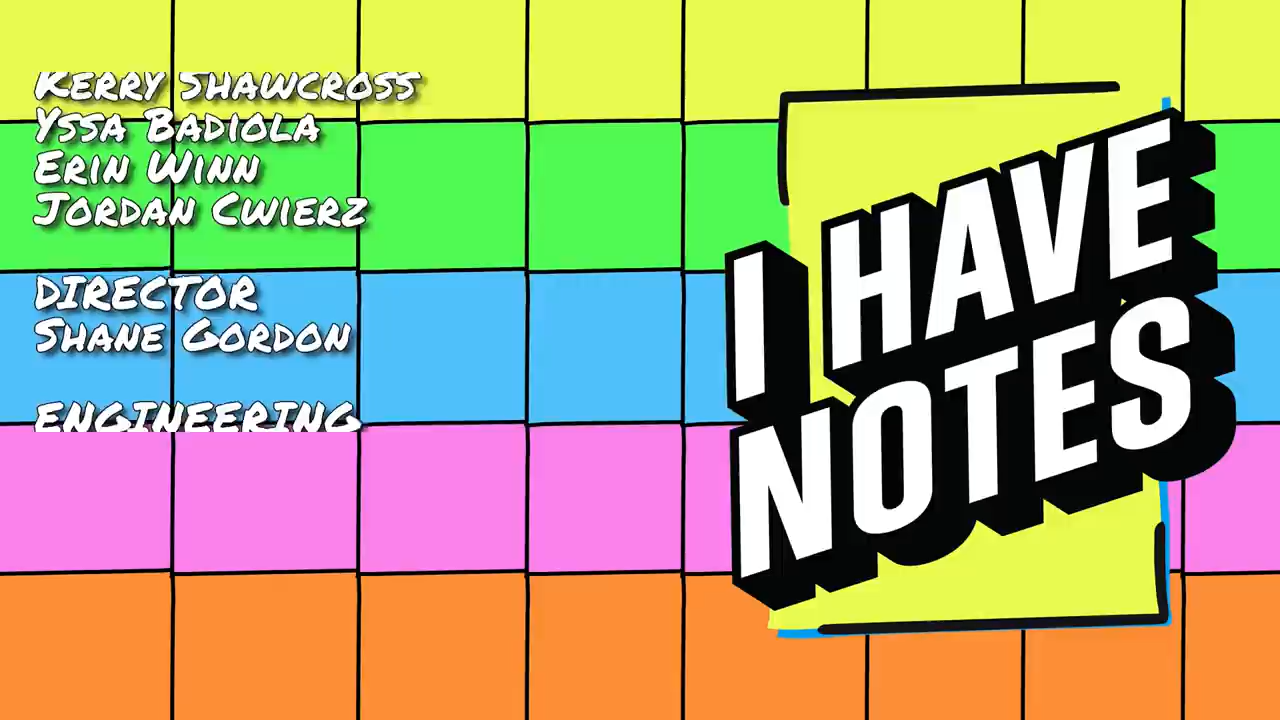 Kerry Shawcross
Yssa Badiola
Erin Winn
Jordan Cwierz
DIRECTOR
Shane Gordon
ENGINEERING
I HAVE
NOTES